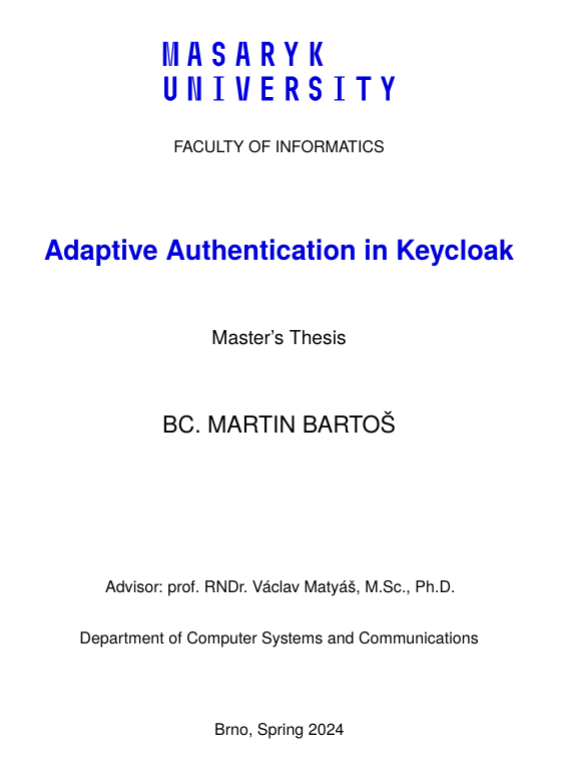 MASARYK
UNIVERSITY
FACULTY OF INFORMATICS
Adaptive Authentication in Keycloak
Master's Thesis
BC. MARTIN BARTOŠ
Advisor: prof. RNDr. Václav Matyáš, M.Sc., Ph.D.
Department of Computer Systems and Communications
Brno, Spring 2024